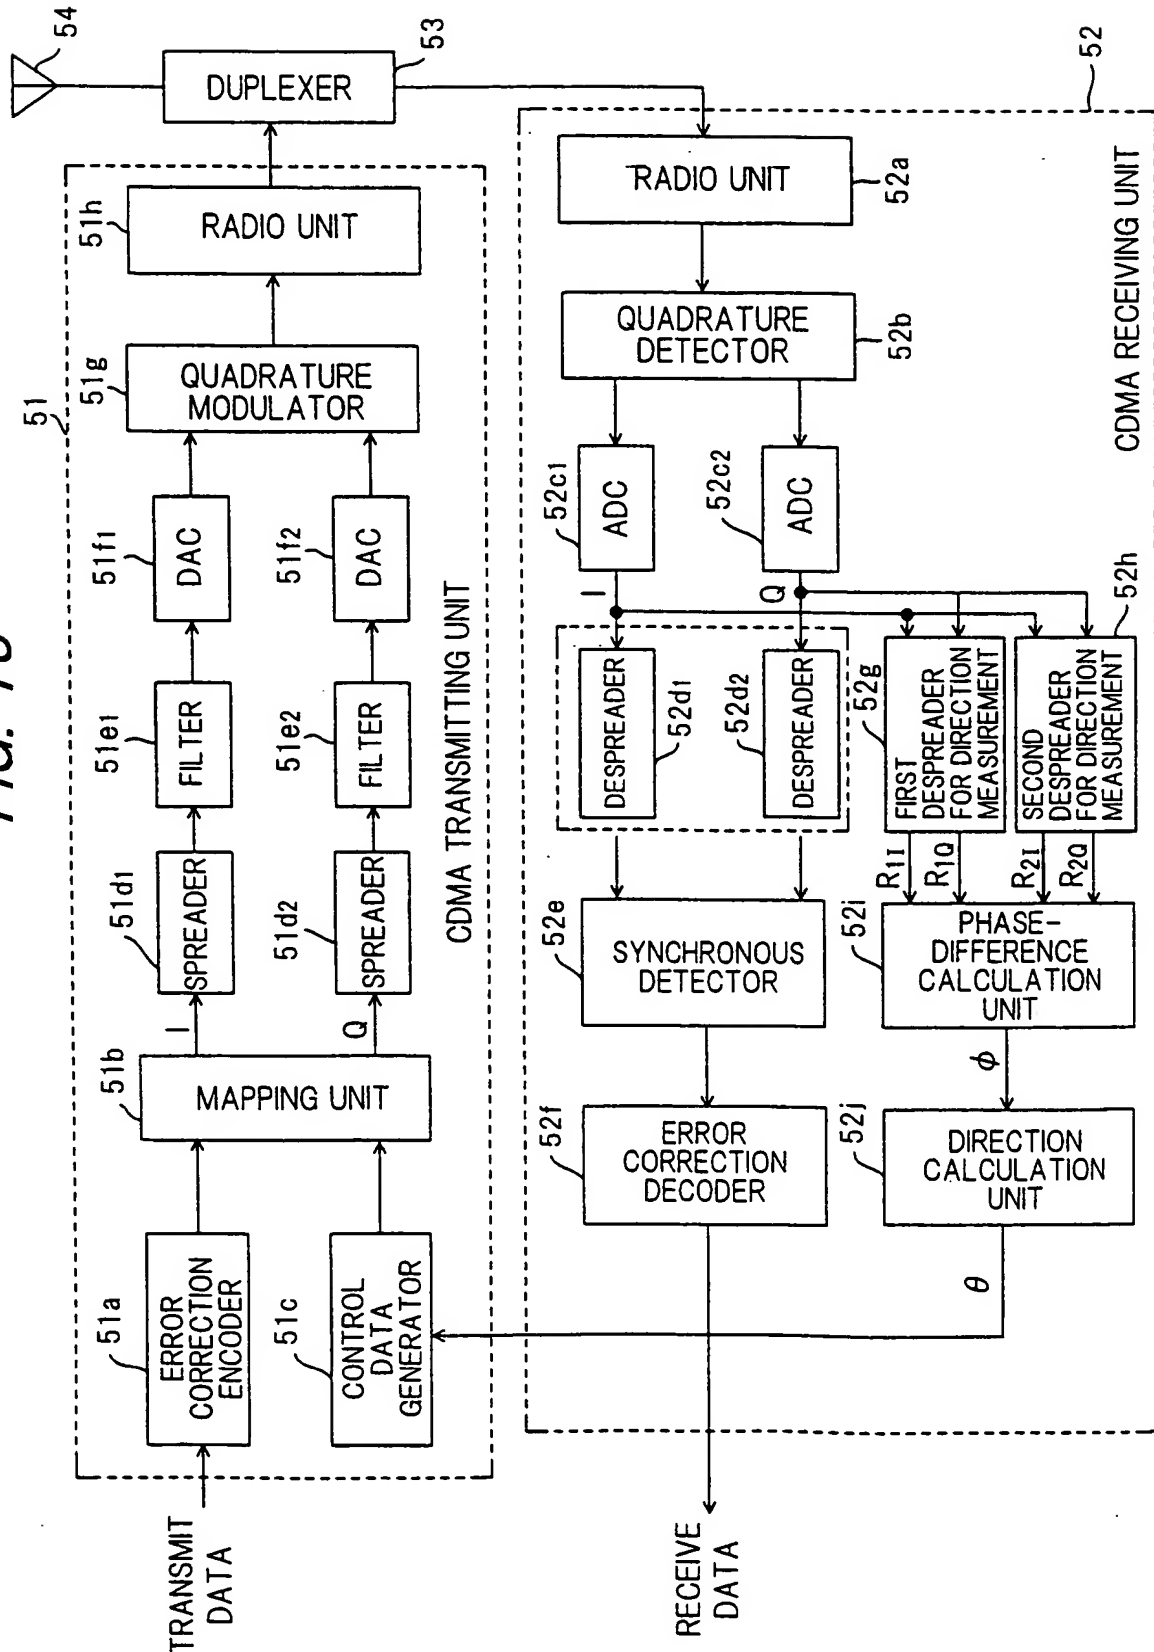 54
53
DUPLEXER
51
51h
RADIO UNIT
51g
QUADRATURE
MODULATOR
51f1
DAC
51f2
DAC
51e1
FILTER
51e2
FILTER
51d1
SPREADER
51d2
SPREADER
I
Q
51b
MAPPING UNIT
51a
ERROR
CORRECTION
ENCODER
51c
CONTROL
DATA
GENERATOR
TRANSMIT
DATA
CDMA TRANSMITTING UNIT
52
RADIO UNIT
52a
QUADRATURE
DETECTOR
52b
52c1
ADC
52c2
ADC
I
Q
DESPREADER
52d1
DESPREADER
52d2
52g
FIRST
DESPREADER
FOR DIRECTION
MEASUREMENT
52h
SECOND
DESPREADER
FOR DIRECTION
MEASUREMENT
R1I
R1Q
R2I
R2Q
52e
SYNCHRONOUS
DETECTOR
52i
PHASE-
DIFFERENCE
CALCULATION
UNIT
ϕ
52f
ERROR
CORRECTION
DECODER
52j
DIRECTION
CALCULATION
UNIT
θ
RECEIVE
DATA
CDMA RECEIVING UNIT